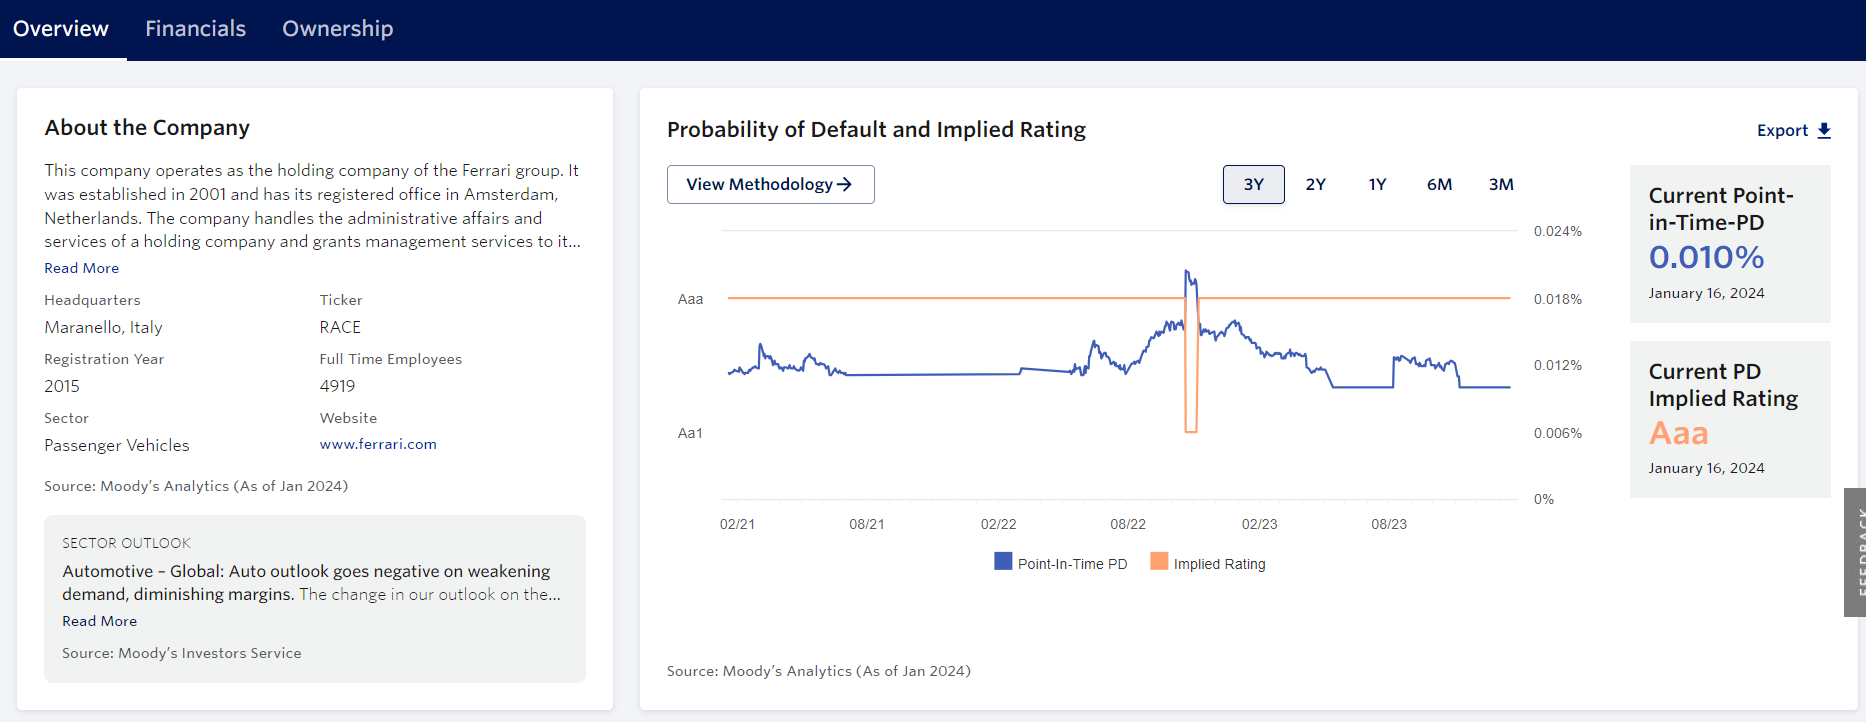 Overview Financials Ownership
About the Company
This company operates as the holding company of the Ferrari group. It
was established in 2001 and has its registered office in Amsterdam,
Netherlands. The company handles the administrative affairs and
services of a holding company and grants management services to it...
Read More
Headquarters Ticker
Maranello, Italy RACE
Registration Year Full Time Employees
2015 4919
Sector Website
Passenger Vehicles www.ferrari.com
Source: Moody's Analytics (As of Jan 2024)
SECTOR OUTLOOK
Automotive – Global: Auto outlook goes negative on weakening
demand, diminishing margins. The change in our outlook on the...
Read More
Source: Moody's Investors Service
Probability of Default and Implied Rating
Export
View Methodology
3Y 2Y 1Y 6M 3M
0.024%
Aaa 0.018%
0.012%
Aa1 0.006%
0%
02/21 08/21 02/22 08/22 02/23 08/23
Point-In-Time PD Implied Rating
Source: Moody's Analytics (As of Jan 2024)
Current Point-
in-Time-PD
0.010%
January 16, 2024
Current PD
Implied Rating
Aaa
January 16, 2024
FEEDBACK